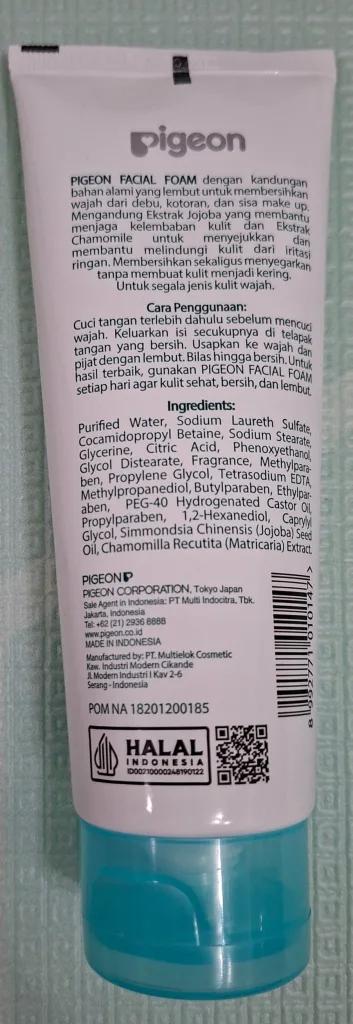 Pigeon
PIGEON FACIAL FOAM dengan kandungan
bahan alami yang lembut untuk membersihkan
wajah dari debu, kotoran, dan sisa make up.
Mengandung Ekstrak Jojoba yang membantu
menjaga kelembaban kulit dan Ekstrak
Chamomile untuk menyejukkan dan
membantu melindungi kulit dari iritasi
ringan. Membersihkan sekaligus menyegarkan
tanpa membuat kulit menjadi kering.
Untuk segala jenis kulit wajah.
Cara Penggunaan:
Cuci tangan terlebih dahulu sebelum mencuci
wajah. Keluarkan isi secukupnya di telapak
tangan yang bersih. Usapkan ke wajah dan
pijat dengan lembut. Bilas hingga bersih. Untuk
hasil terbaik, gunakan PIGEON FACIAL FOAM
setiap hari agar kulit sehat, bersih, dan lembut.
Ingredients:
Purified Water, Sodium Laureth Sulfate,
Cocamidopropyl Betaine, Sodium Stearate,
Glycerine, Citric Acid, Phenoxyethanol,
Glycol Distearate, Fragrance, Methylpara-
ben, Propylene Glycol, Tetrasodium EDTA,
Methylpropanediol, Butylparaben, Ethylpar-
aben, PEG-40 Hydrogenated Castor Oil,
Propylparaben, 1,2-Hexanediol, Caprylyl
Glycol, Simmondsia Chinensis (Jojoba) Seed
Oil, Chamomilla Recutita (Matricaria) Extract.
PIGEON
PIGEON CORPORATION, Tokyo Japan
Sale Agent in Indonesia: PT Multi Indocitra, Tbk.
Jakarta, Indonesia
Tel: +62 (21) 2936 8888
www.pigeon.co.id
MADE IN INDONESIA
Manufactured by: PT. Multielok Cosmetic
Kaw. Industri Modern Cikande
Jl. Modern Industri I Kav 2-6
Serang - Indonesia
POM NA 18201200185
HALAL
INDONESIA
ID00710000248190122